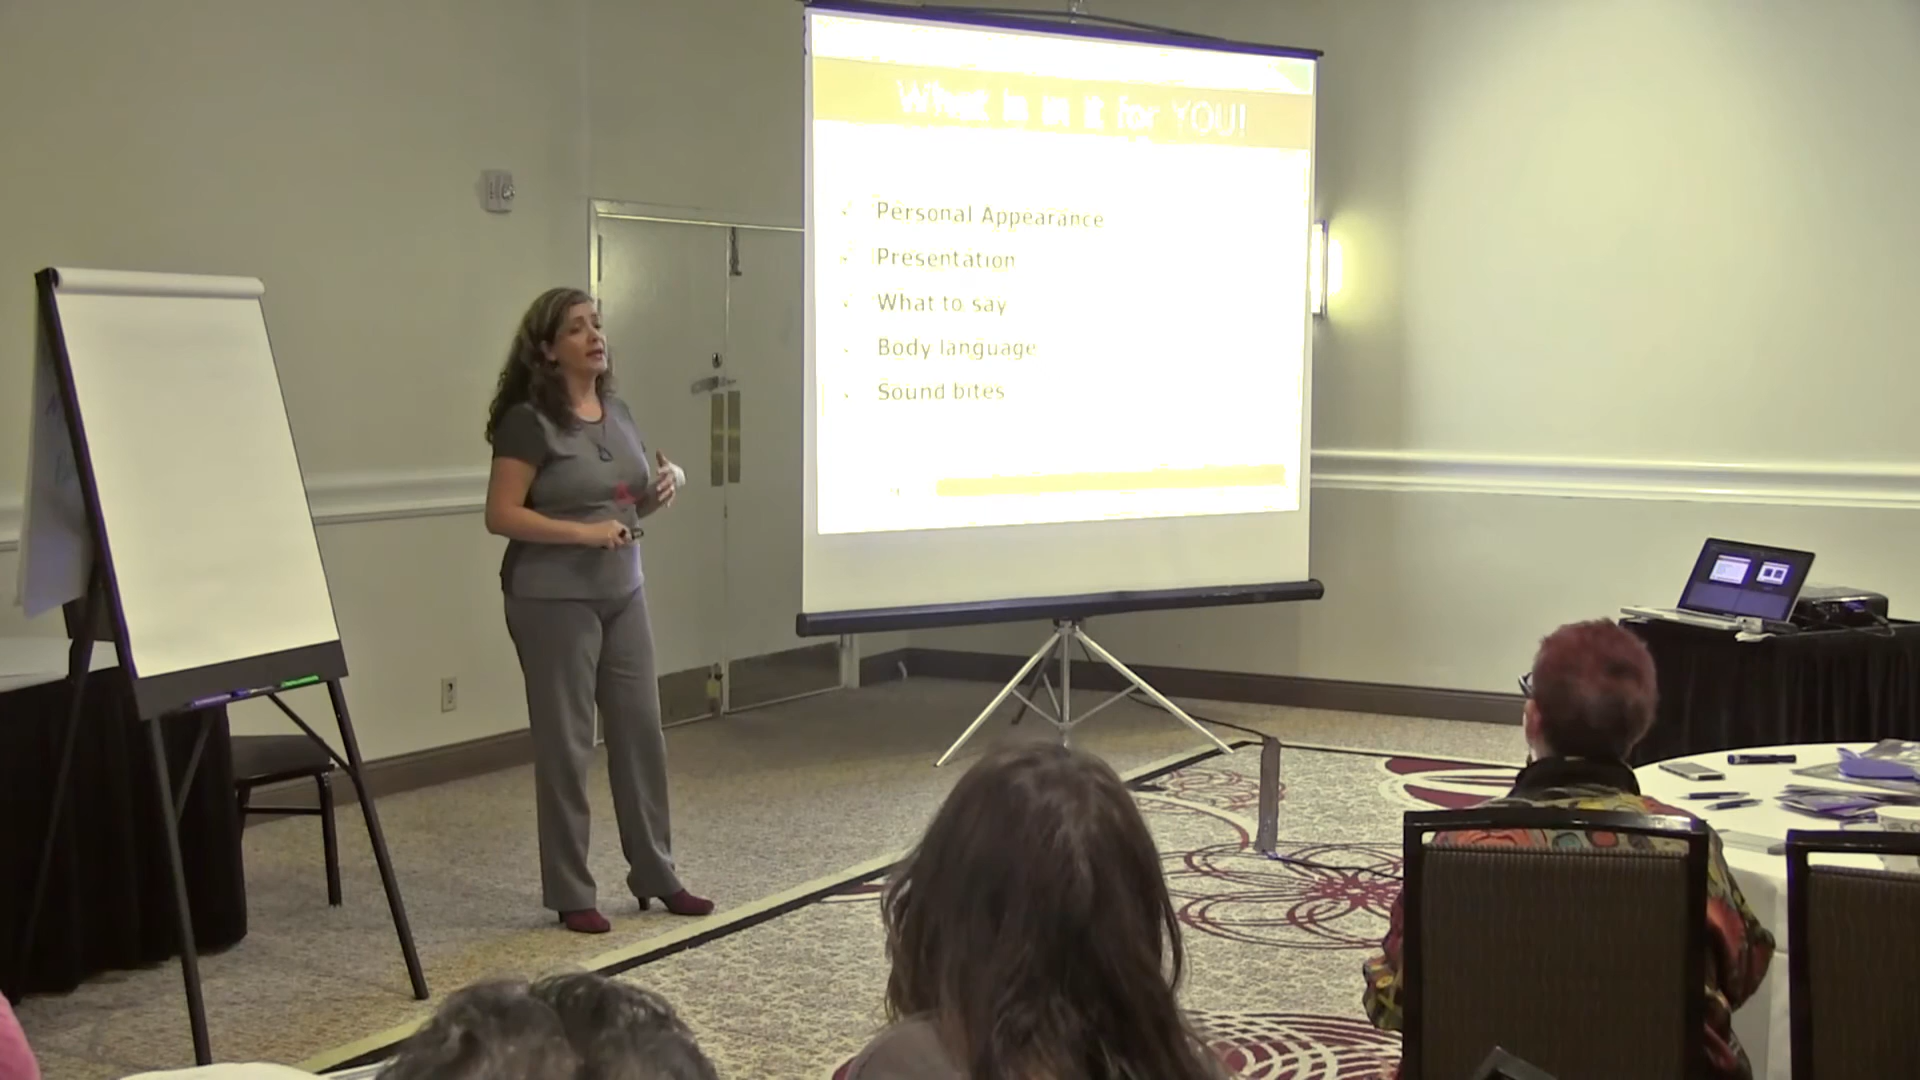 What is in it for YOU!
Personal Appearance
Presentation
What to say
Body language
Sound bites